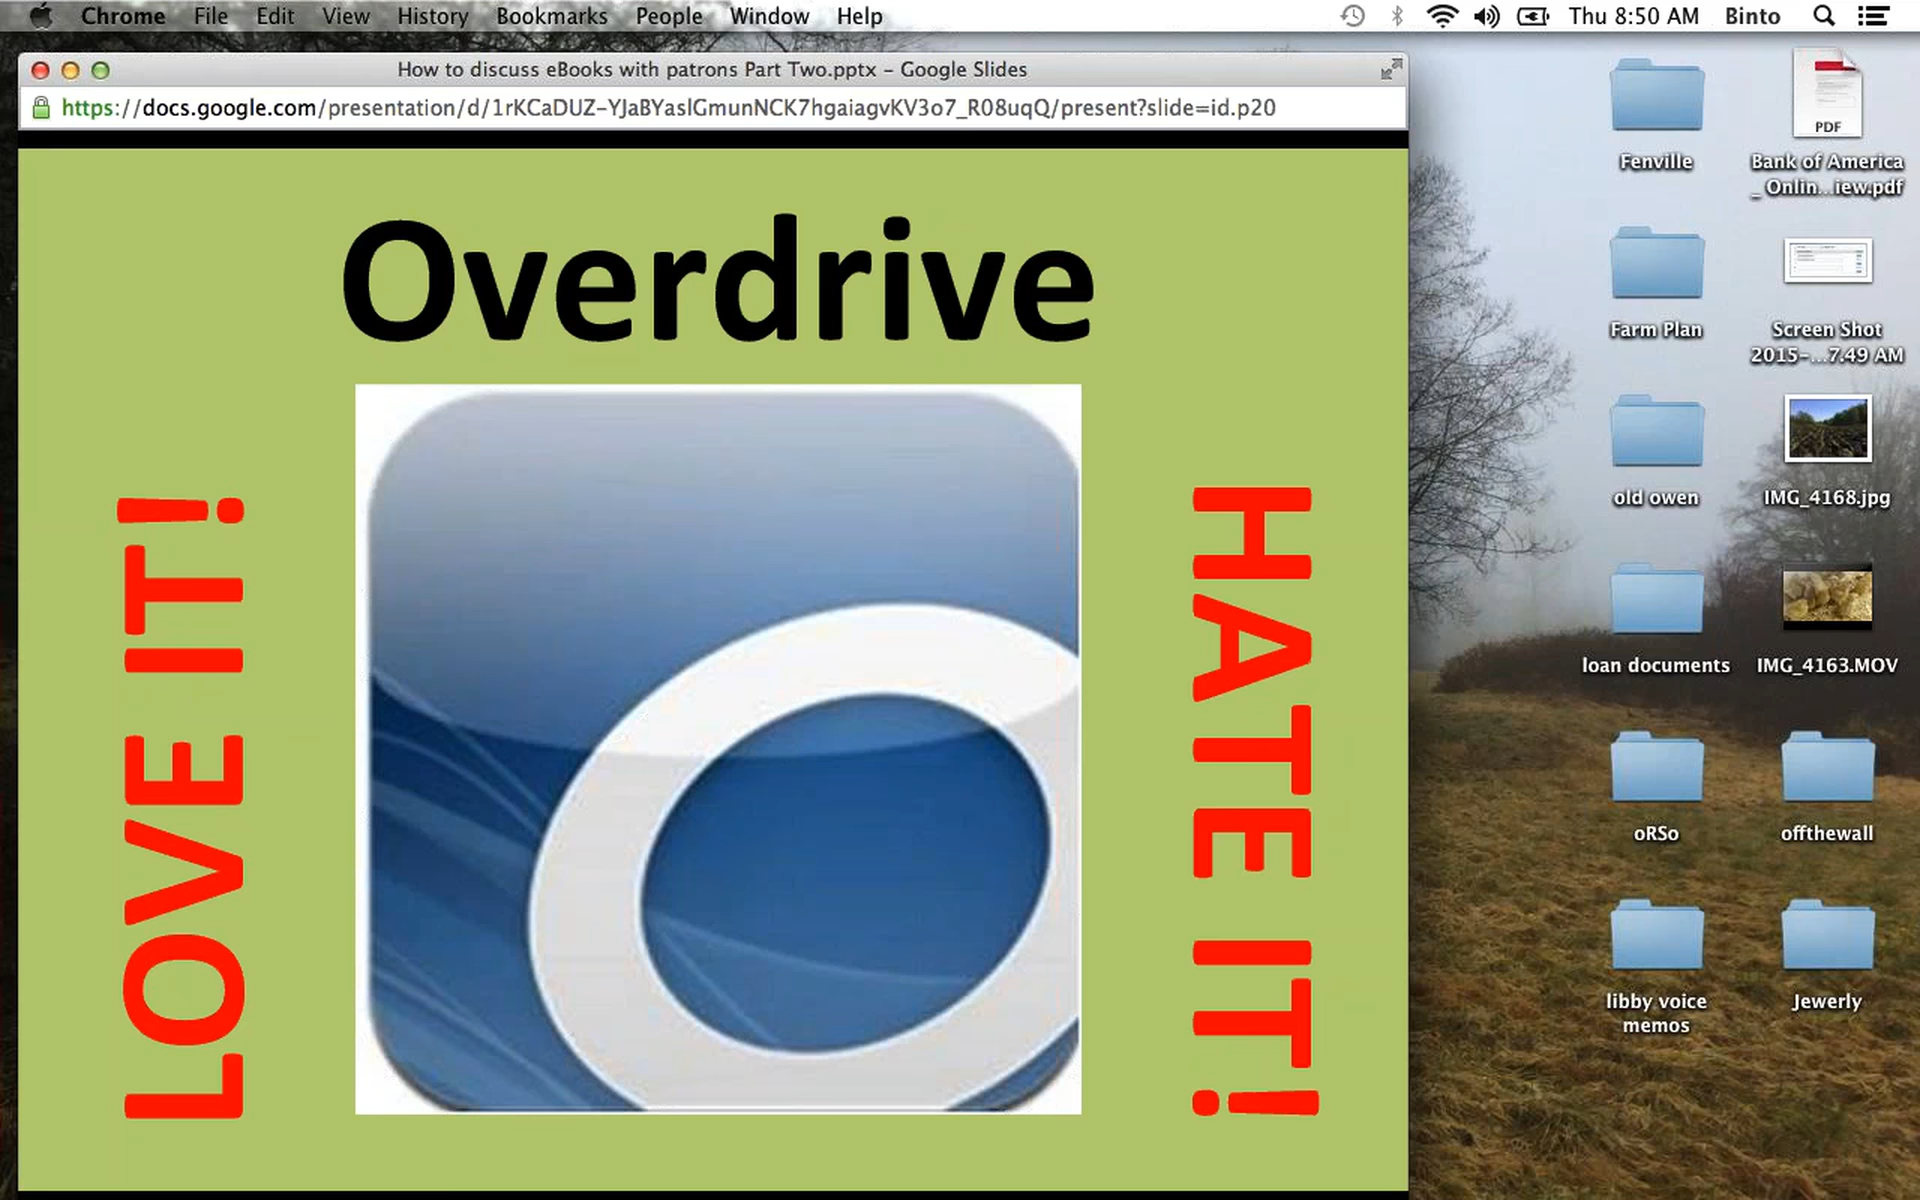 Chrome File Edit View History Bookmarks People Window Help
Thu 8:50 AM Binto
How to discuss eBooks with patrons Part Two.pptx - Google Slides
https://docs.google.com/presentation/d/1rKCaDUZ-YJaBYaslGmunNCK7hgaiagvKV3o7_R08uqQ/present?slide=id.p20
Overdrive
LOVE IT!
HATE IT!
Fenville
PDF
Bank of America
_ Onlin...iew.pdf
Farm Plan
Screen Shot
2015-...7.49 AM
old owen
IMG_4168.jpg
loan documents
IMG_4163.MOV
oRSo
offthewall
libby voice
memos
Jewerly